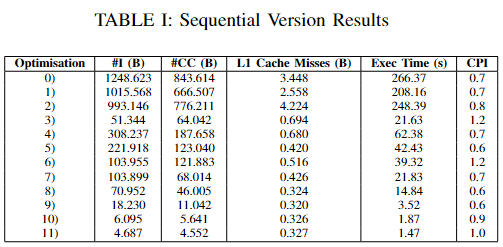 TABLE I: Sequential Version Results
Optimisation #I (B) #CC (B) L1 Cache Misses (B) Exec Time (s) CPI
0) 1248.623 843.614 3.448 266.37 0.7
1) 1015.568 666.507 2.558 208.16 0.7
2) 993.146 776.211 4.224 248.39 0.8
3) 51.344 64.042 0.694 21.63 1.2
4) 308.237 187.658 0.680 62.38 0.7
5) 221.918 123.040 0.420 42.43 0.6
6) 103.955 121.883 0.516 39.32 1.2
7) 103.899 68.014 0.426 21.83 0.7
8) 70.952 46.005 0.324 14.84 0.6
9) 18.230 11.042 0.320 3.52 0.6
10) 6.095 5.641 0.326 1.87 0.9
11) 4.687 4.552 0.327 1.47 1.0